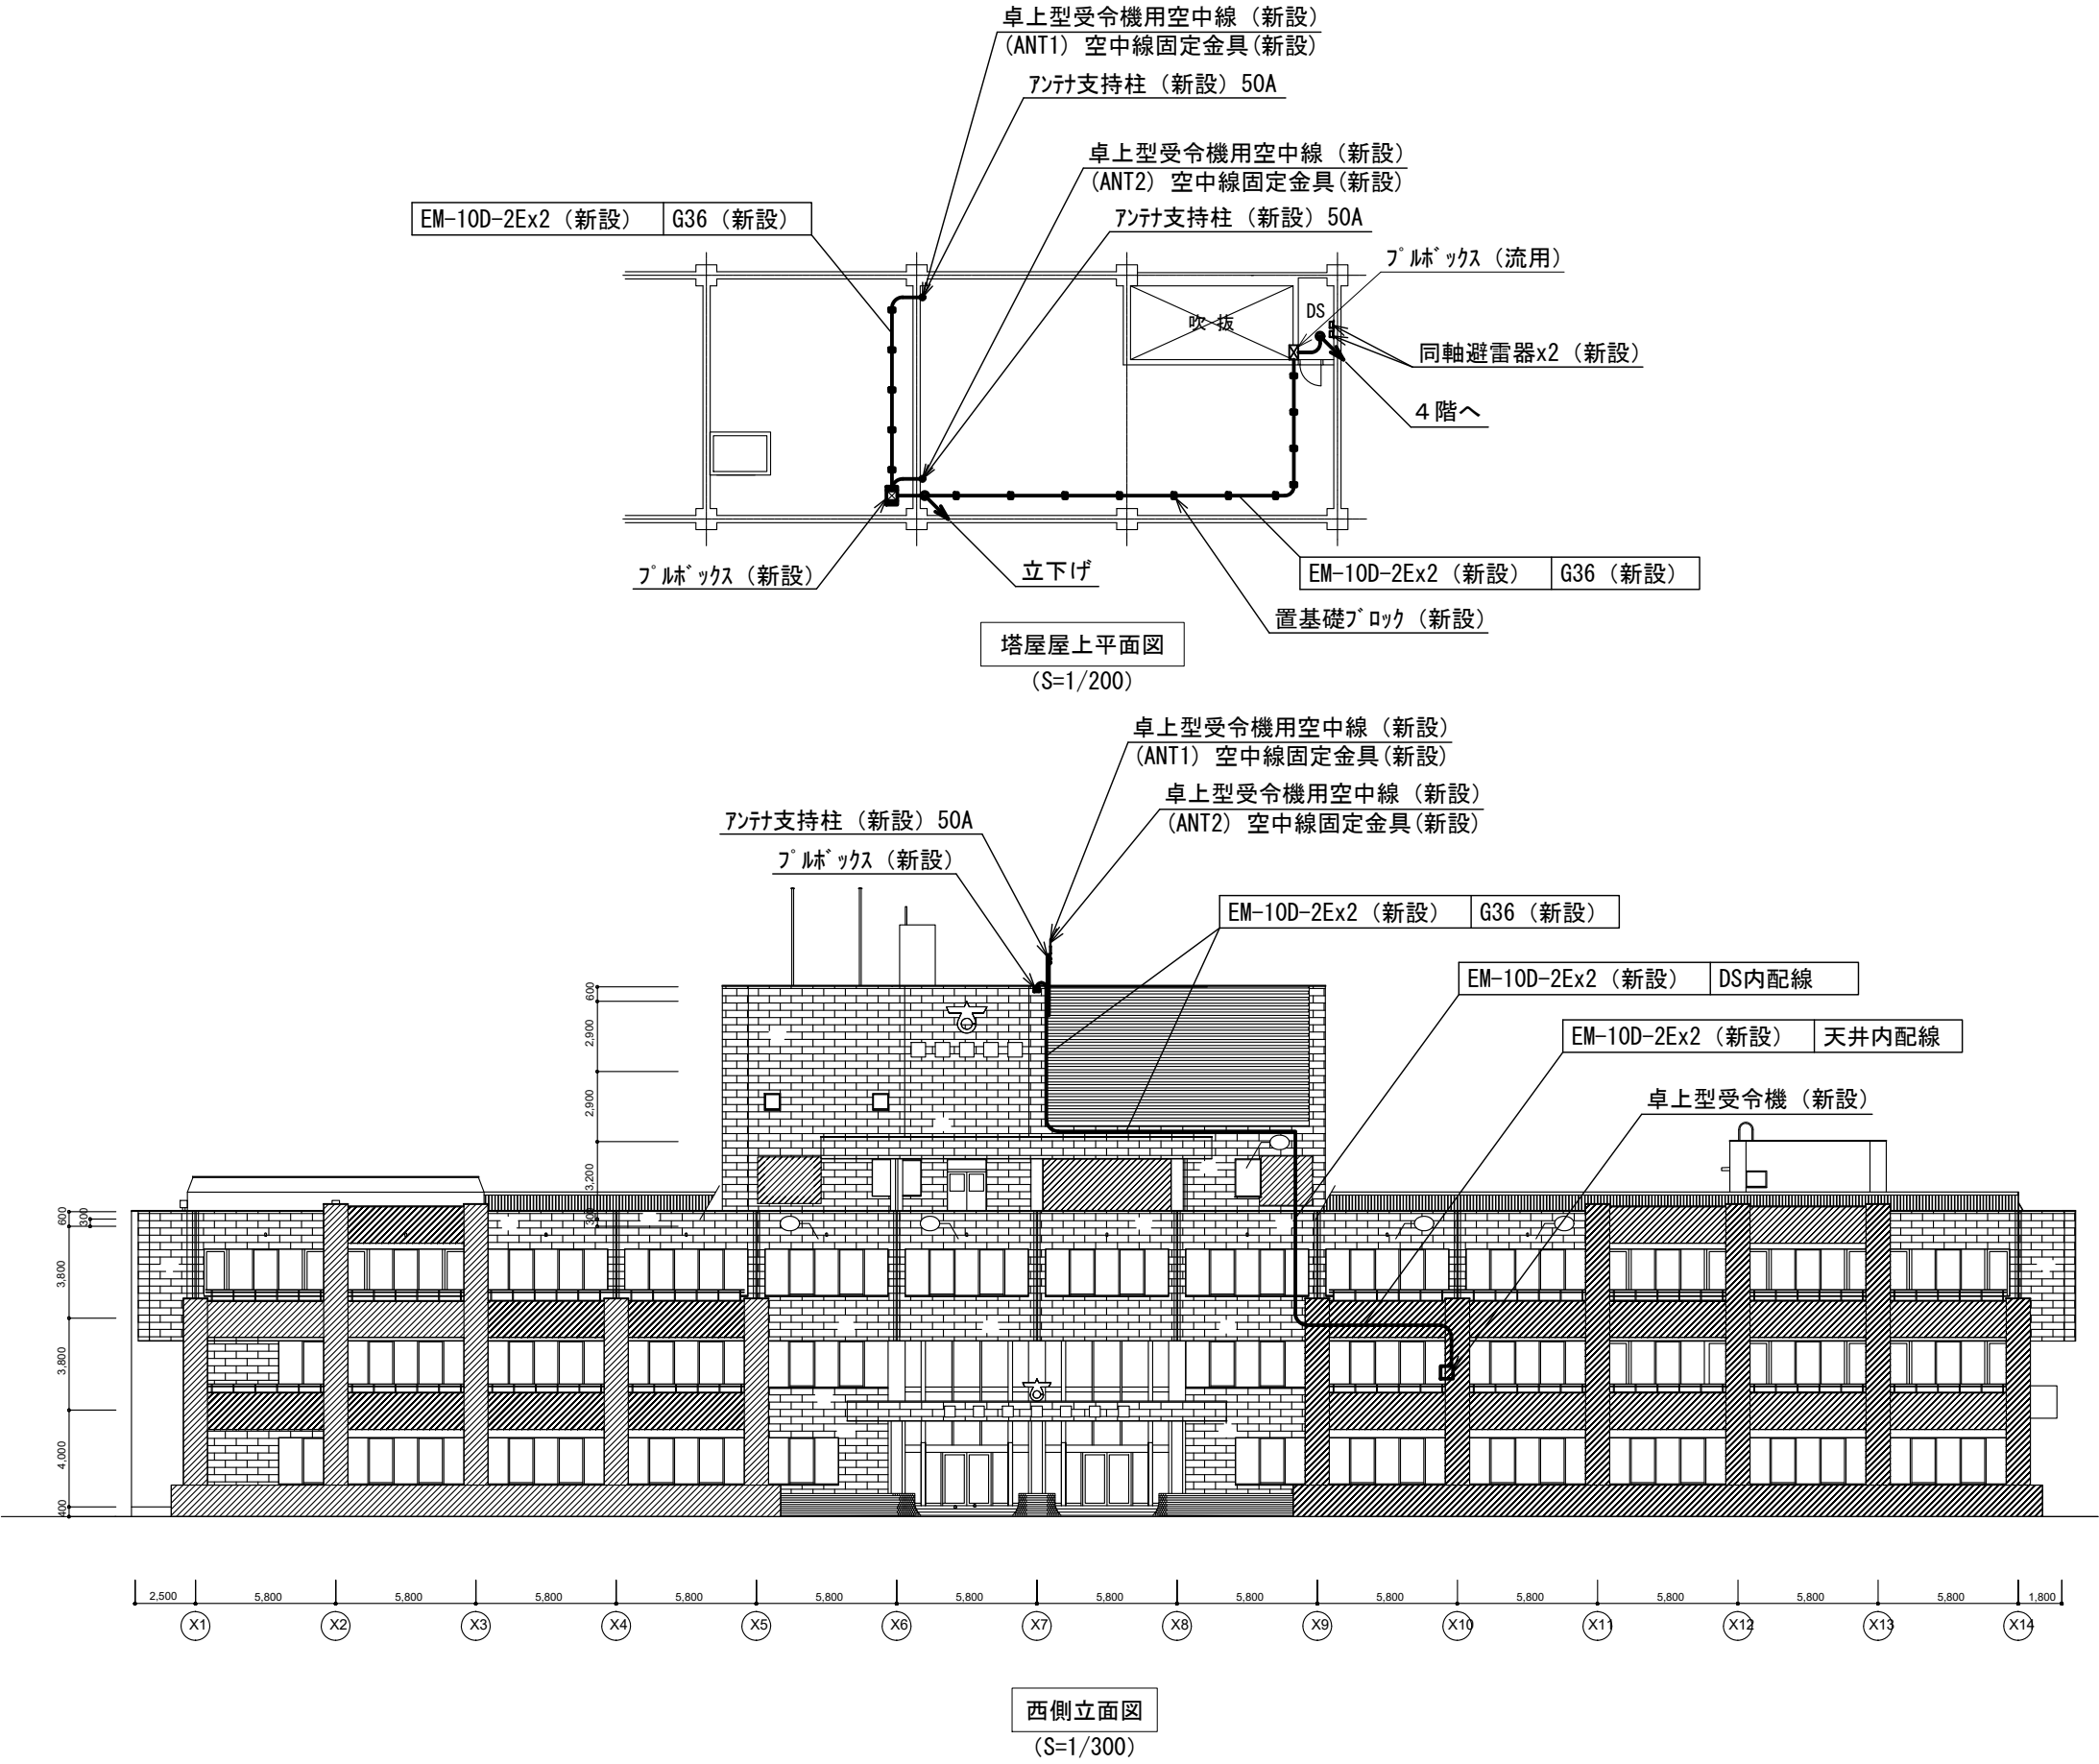 卓上型受令機用空中線（新設）
(ANT1) 空中線固定金具(新設)
ｱﾝﾃﾅ支持柱（新設）50A
卓上型受令機用空中線（新設）
(ANT2) 空中線固定金具(新設)
EM-10D-2Ex2（新設） G36（新設）
ｱﾝﾃﾅ支持柱（新設）50A
ﾌﾟﾙﾎﾞｯｸｽ（流用）
DS
吹抜
同軸避雷器x2（新設）
４階へ
ﾌﾟﾙﾎﾞｯｸｽ（新設）
立下げ
EM-10D-2Ex2（新設） G36（新設）
置基礎ﾌﾞﾛｯｸ（新設）
塔屋屋上平面図
(S=1/200)
卓上型受令機用空中線（新設）
(ANT1) 空中線固定金具(新設)
卓上型受令機用空中線（新設）
(ANT2) 空中線固定金具(新設)
ｱﾝﾃﾅ支持柱（新設）50A
ﾌﾟﾙﾎﾞｯｸｽ（新設）
EM-10D-2Ex2（新設） G36（新設）
EM-10D-2Ex2（新設） DS内配線
EM-10D-2Ex2（新設） 天井内配線
卓上型受令機（新設）
600
2,900
2,900
3,200
300
600
300
3,800
3,800
4,000
400
2,500 5,800 5,800 5,800 5,800 5,800 5,800 5,800 5,800 5,800 5,800 5,800 5,800 5,800 1,800
X1 X2 X3 X4 X5 X6 X7 X8 X9 X10 X11 X12 X13 X14
西側立面図
(S=1/300)